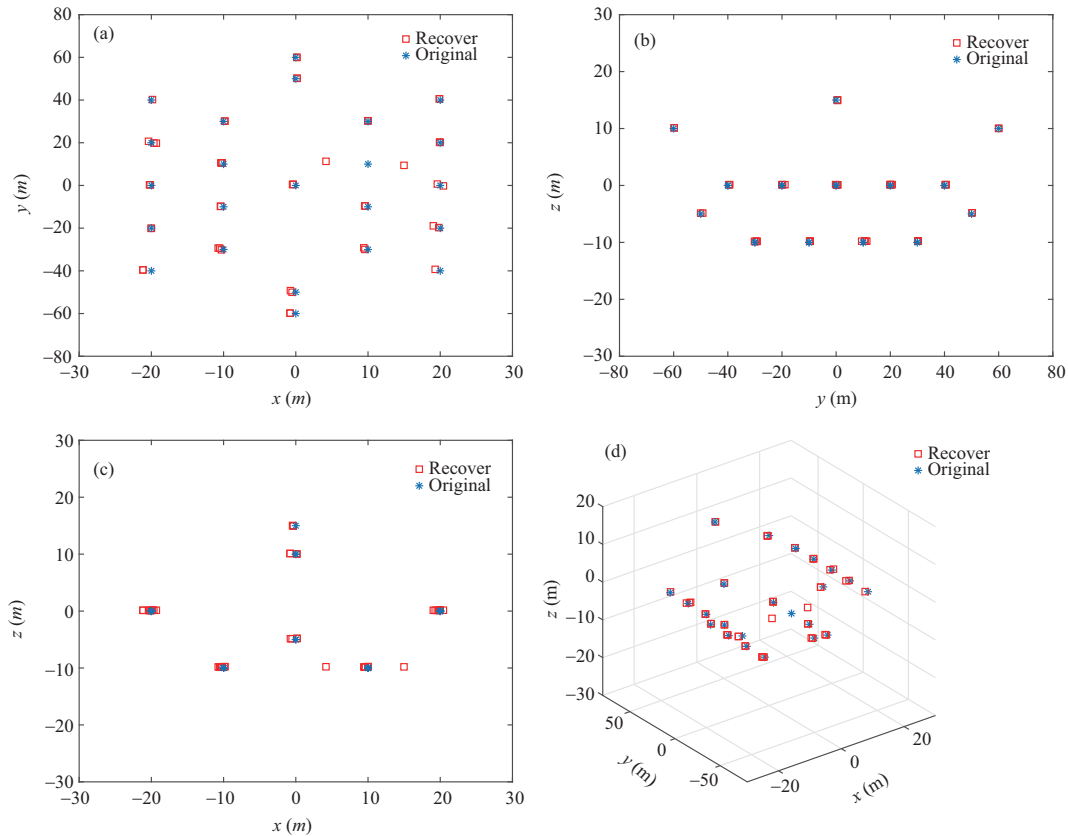 (a)
Recover
Original
80
60
40
20
0
−20
−40
−60
−80
y (m)
−30 −20 −10 0 10 20 30
x (m)
(b)
Recover
Original
30
20
10
0
−10
−20
−30
z (m)
−80 −60 −40 −20 0 20 40 60 80
y (m)
(c)
Recover
Original
30
20
10
0
−10
−20
−30
z (m)
−30 −20 −10 0 10 20 30
x (m)
(d)
Recover
Original
20
10
0
−10
−20
−30
z (m)
50
0
−50
y (m)
−20
0
20
x (m)